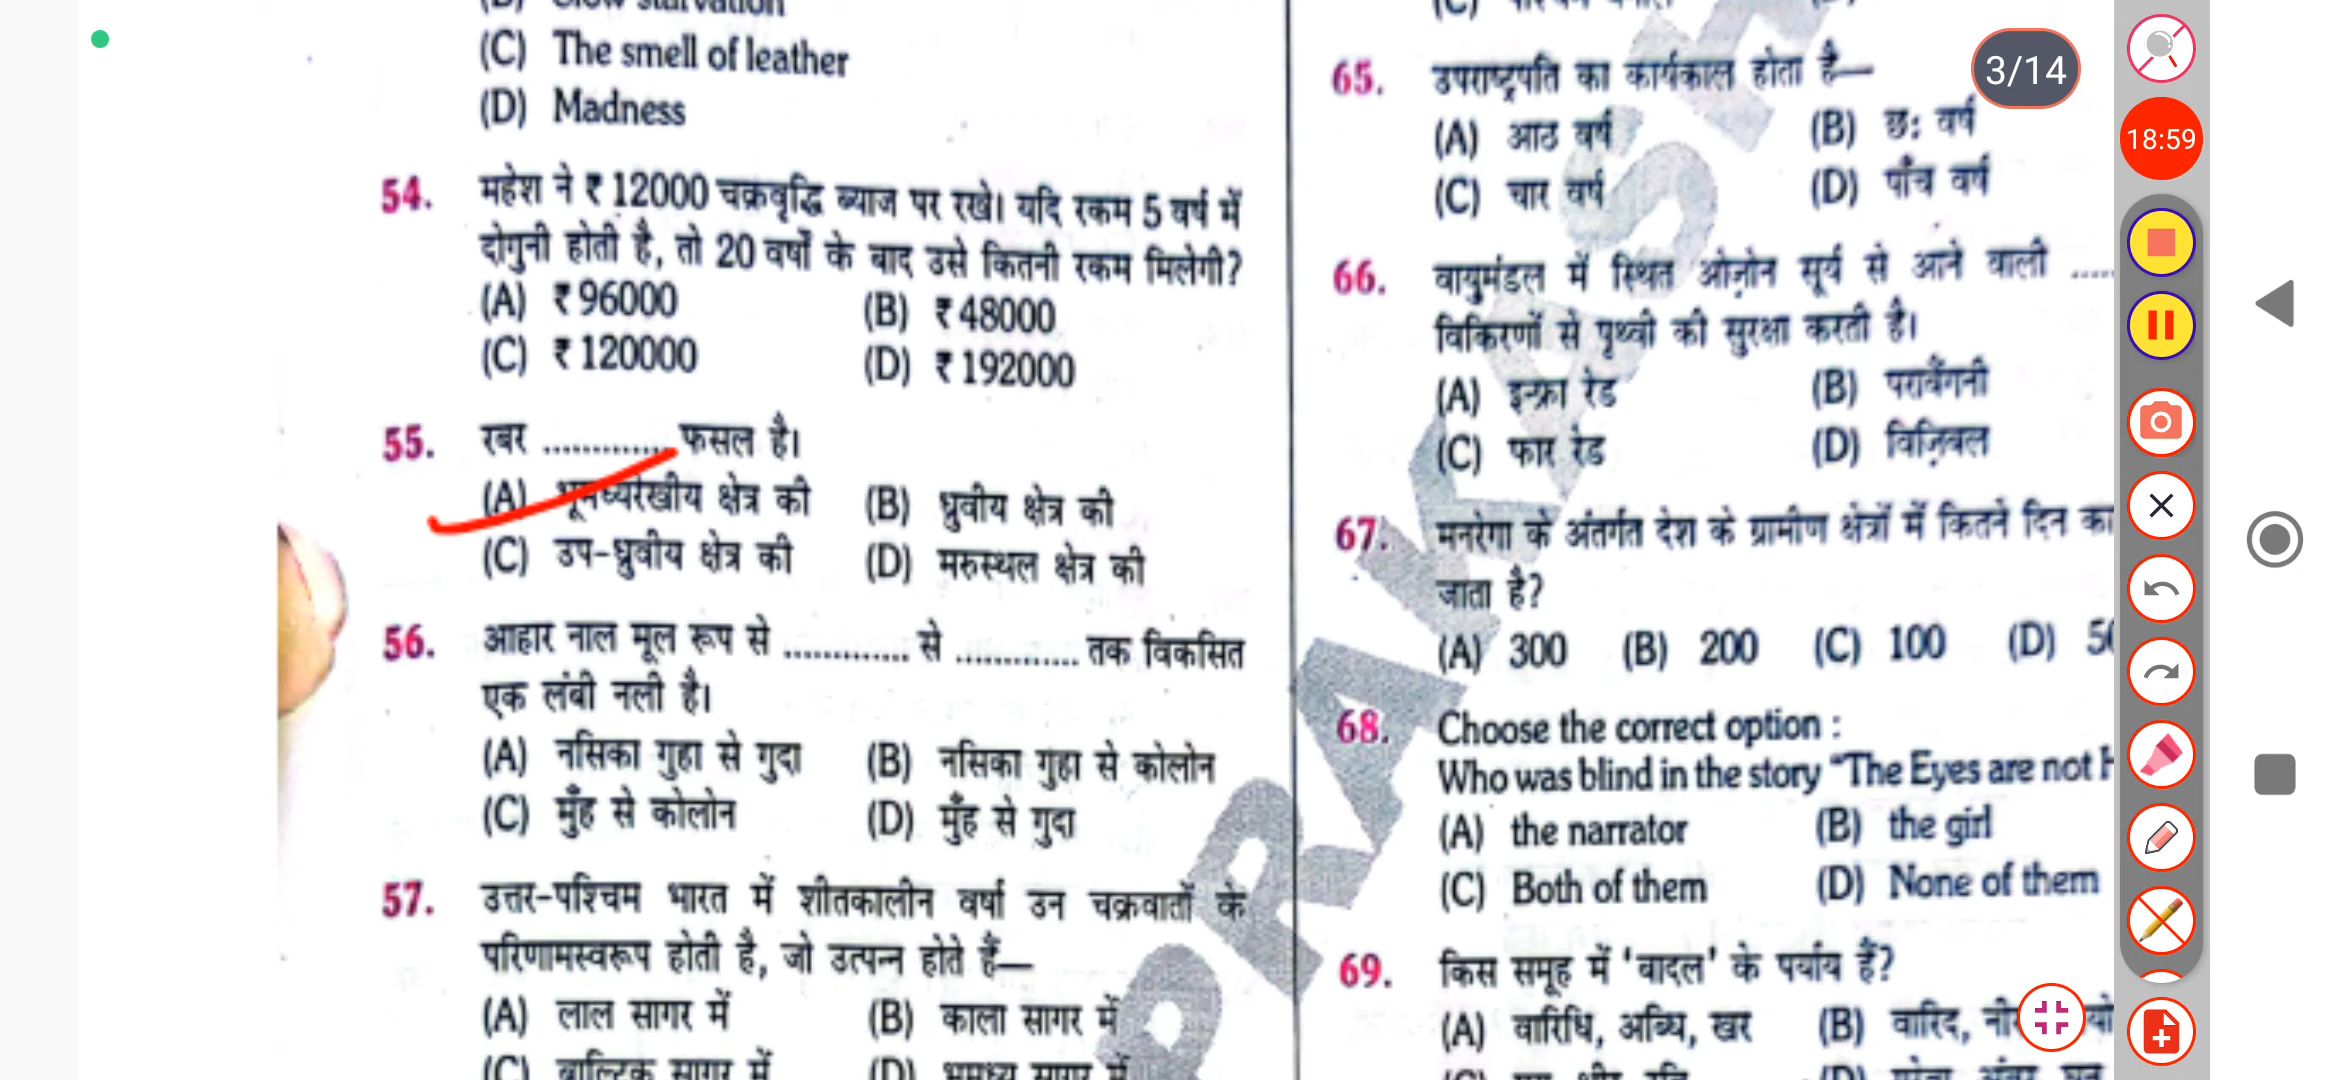 (C) The smell of leather
(D) Madness
54. महेश ने ₹ 12000 चक्रवृद्धि ब्याज पर रखे। यदि रकम 5 वर्ष में
दोगुनी होती है, तो 20 वर्षों के बाद उसे कितनी रकम मिलेगी?
(A) ₹ 96000 (B) ₹ 48000
(C) ₹ 120000 (D) ₹ 192000
55. रबर ............. फसल है।
(A) भूमध्यरेखीय क्षेत्र की (B) ध्रुवीय क्षेत्र की
(C) उप-ध्रुवीय क्षेत्र की (D) मरुस्थल क्षेत्र की
56. आहार नाल मूल रूप से ............. से ............. तक विकसित
एक लंबी नली है।
(A) नसिका गुहा से गुदा (B) नसिका गुहा से कोलोन
(C) मुँह से कोलोन (D) मुँह से गुदा
57. उत्तर-पश्चिम भारत में शीतकालीन वर्षा उन चक्रवातों के
परिणामस्वरूप होती है, जो उत्पन्न होते हैं—
(A) लाल सागर में (B) काला सागर में
65. उपराष्ट्रपति का कार्यकाल होता है—
(A) आठ वर्ष (B) छः वर्ष
(C) चार वर्ष (D) पाँच वर्ष
66. वायुमंडल में स्थित ओज़ोन सूर्य से आने वाली .....
विकिरणों से पृथ्वी की सुरक्षा करती है।
(A) इन्फ्रा रेड (B) पराबैंगनी
(C) फार रेड (D) विज़िबल
67. मनरेगा के अंतर्गत देश के ग्रामीण क्षेत्रों में कितने दिन का
जाता है?
(A) 300 (B) 200 (C) 100 (D)
68. Choose the correct option :
Who was blind in the story "The Eyes are not
(A) the narrator (B) the girl
(C) Both of them (D) None of them
69. किस समूह में 'बादल' के पर्याय हैं?
(A) वारिधि, अब्धि, खर (B) वारिद,
3/14
18:59